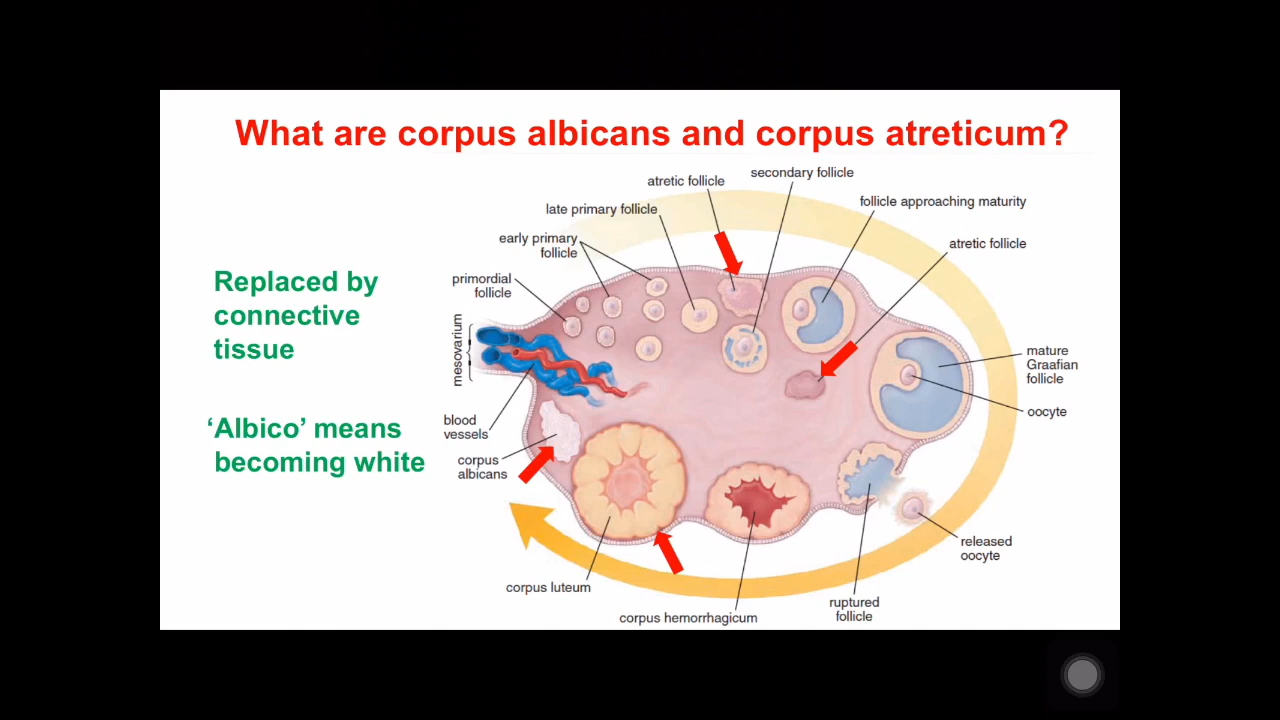 What are corpus albicans and corpus atreticum?
secondary follicle
atretic follicle
follicle approaching maturity
late primary follicle
early primary
follicle
atretic follicle
primordial
follicle
Replaced by
connective
tissue
mesovarium
mature
Graafian
follicle
oocyte
blood
vessels
‘Albico’ means
becoming white
corpus
albicans
released
oocyte
corpus luteum
ruptured
follicle
corpus hemorrhagicum